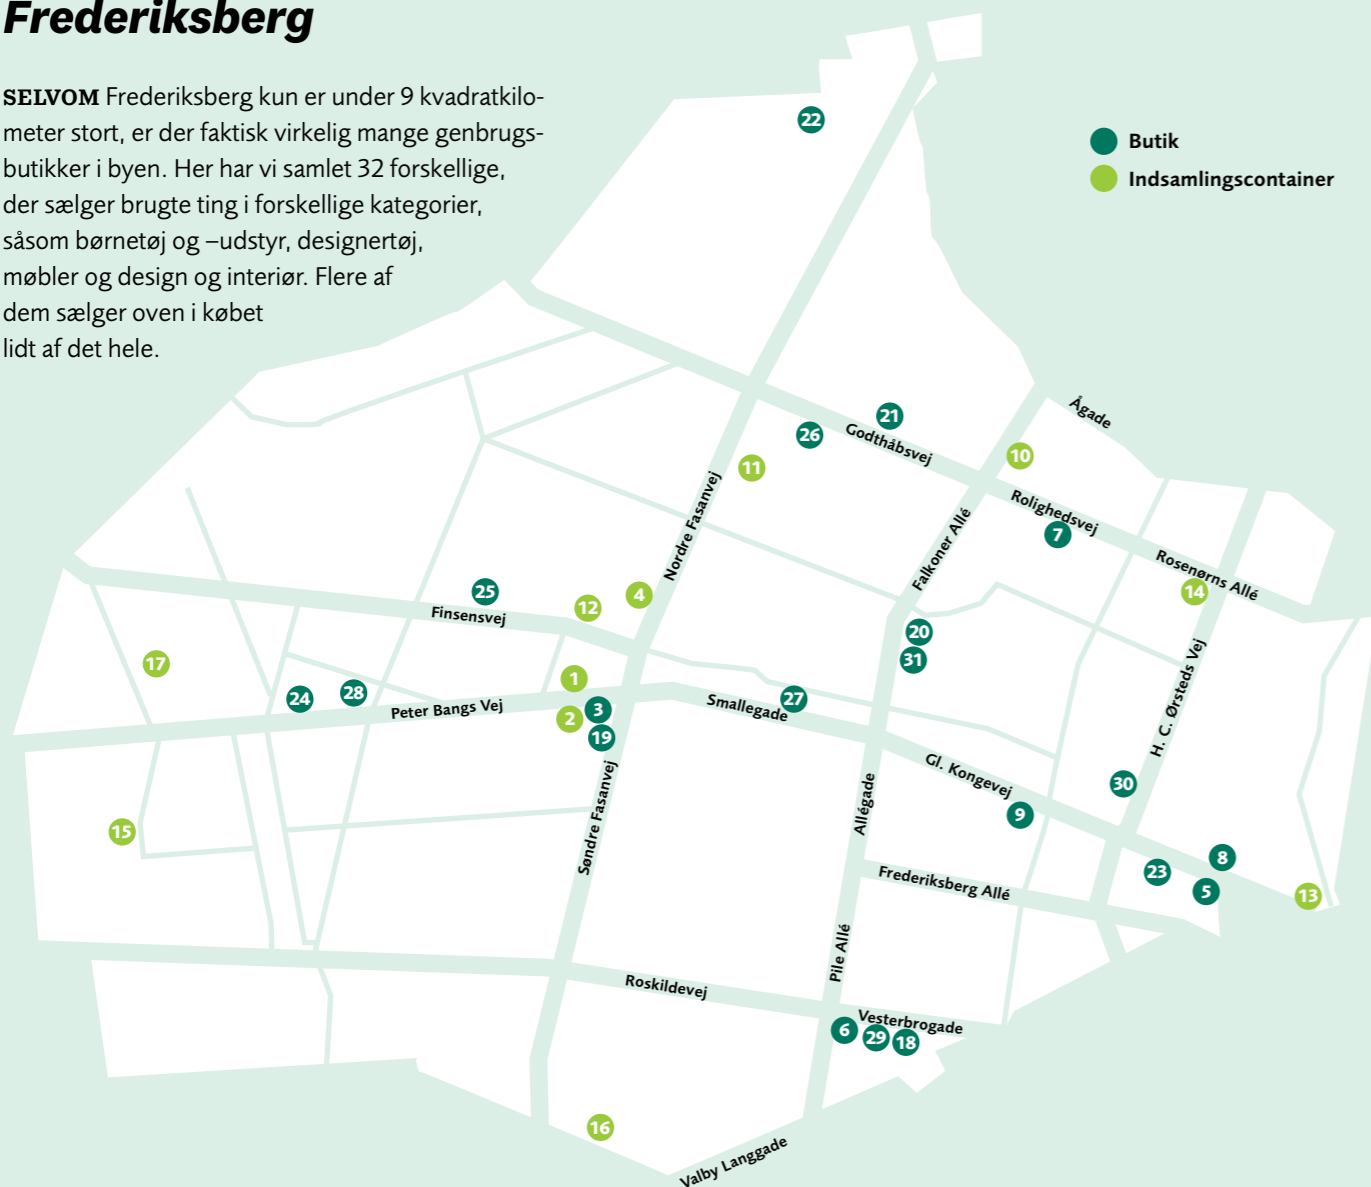 Frederiksberg
SELVOM Frederiksberg kun er under 9 kvadratkilo-
meter stort, er der faktisk virkelig mange genbrugs-
butikker i byen. Her har vi samlet 32 forskellige,
der sælger brugte ting i forskellige kategorier,
såsom børnetøj og –udstyr, designertøj,
møbler og design og interiør. Flere af
dem sælger oven i købet
lidt af det hele.
Butik
Indsamlingscontainer
22
21
26
Godthåbsvej
Ågade
10
11
Nordre Fasanvej
Rolighedsvej
7
Falkoner Allé
Rosenørns Allé
14
25
Finsensvej
12
4
20
31
17
24
28
Peter Bangs Vej
1
2
3
19
Smallegade
27
H. C. Ørsteds Vej
Gl. Kongevej
30
9
15
Søndre Fasanvej
Allégade
Frederiksberg Allé
23
8
5
13
Pile Allé
Roskildevej
Vesterbrogade
6
29
18
16
Valby Langgade